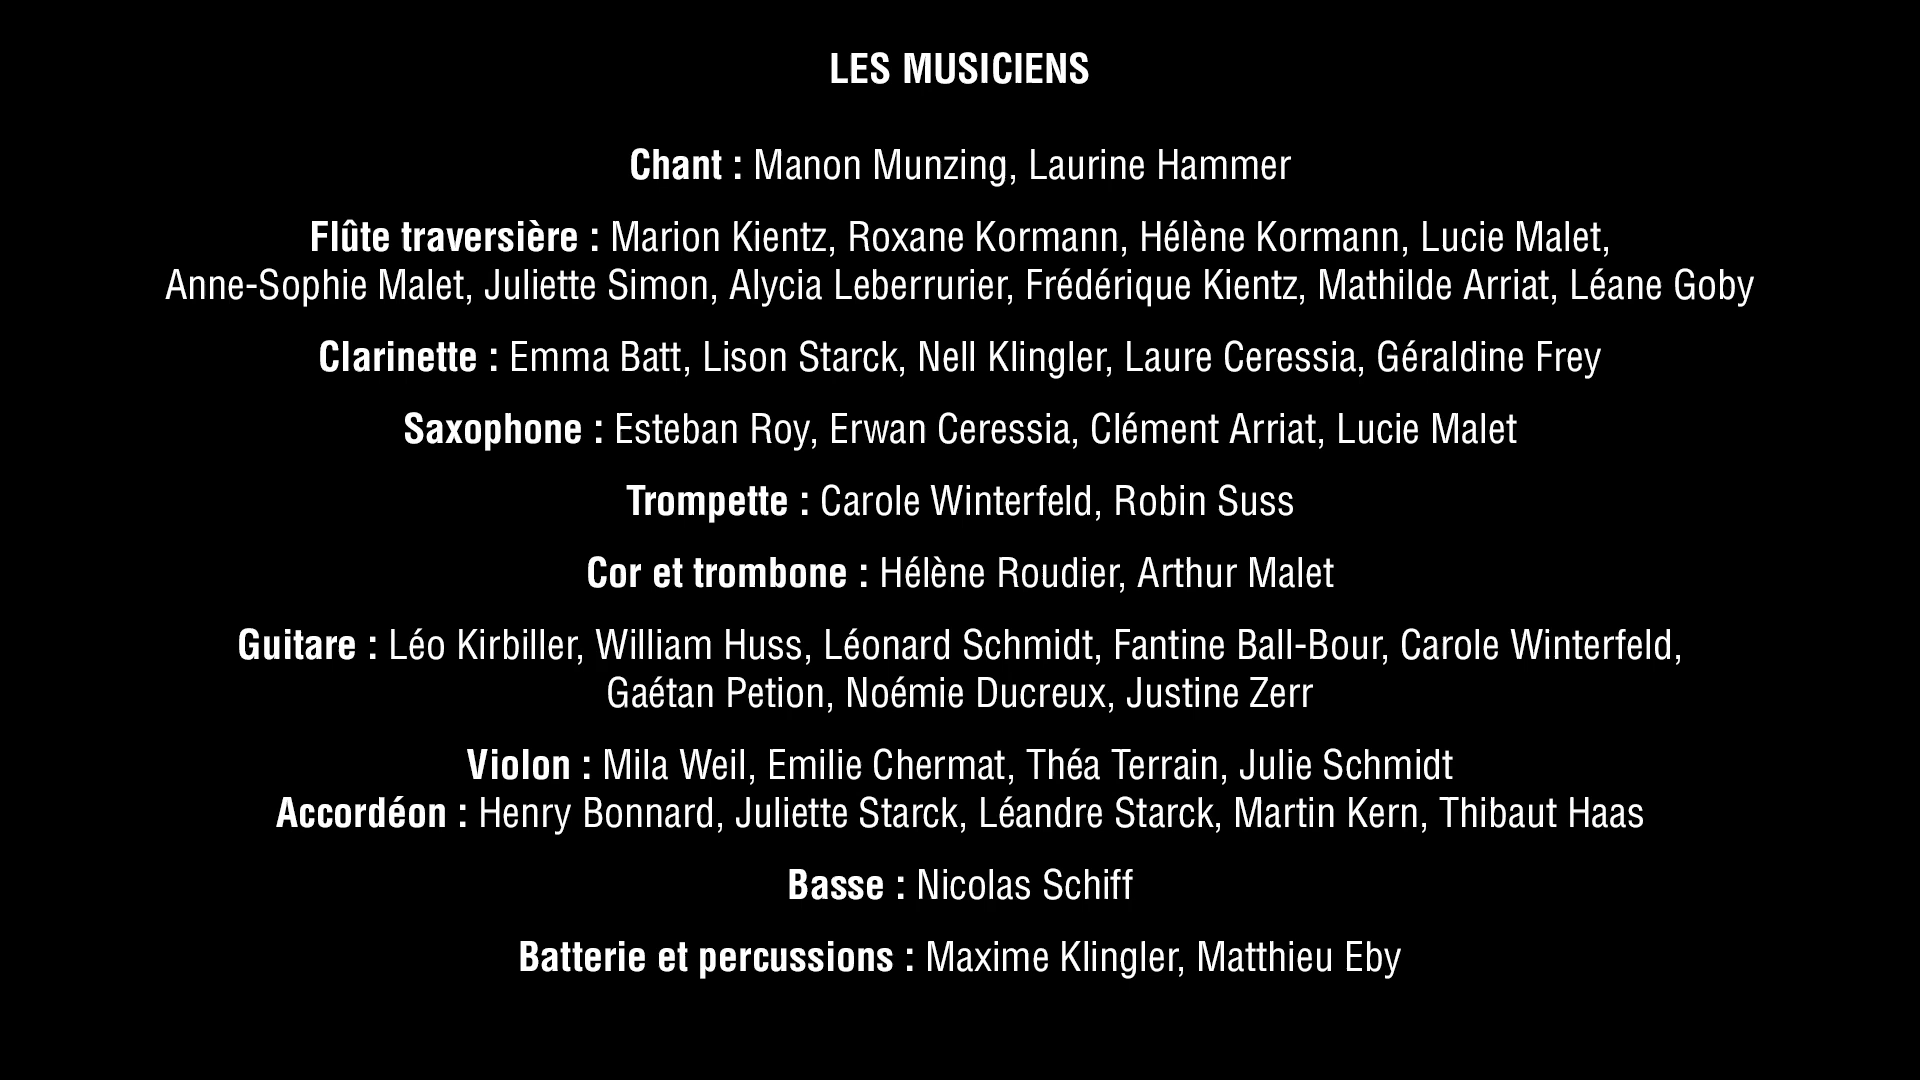 LES MUSICIENS
Chant : Manon Munzing, Laurine Hammer
Flûte traversière : Marion Kientz, Roxane Kormann, Hélène Kormann, Lucie Malet,
Anne-Sophie Malet, Juliette Simon, Alycia Leberrurier, Frédérique Kientz, Mathilde Arriat, Léane Goby
Clarinette : Emma Batt, Lison Starck, Nell Klingler, Laure Ceressia, Géraldine Frey
Saxophone : Esteban Roy, Erwan Ceressia, Clément Arriat, Lucie Malet
Trompette : Carole Winterfeld, Robin Suss
Cor et trombone : Hélène Roudier, Arthur Malet
Guitare : Léo Kirbiller, William Huss, Léonard Schmidt, Fantine Ball-Bour, Carole Winterfeld,
Gaétan Petion, Noémie Ducreux, Justine Zerr
Violon : Mila Weil, Emilie Chermat, Théa Terrain, Julie Schmidt
Accordéon : Henry Bonnard, Juliette Starck, Léandre Starck, Martin Kern, Thibaut Haas
Basse : Nicolas Schiff
Batterie et percussions : Maxime Klingler, Matthieu Eby